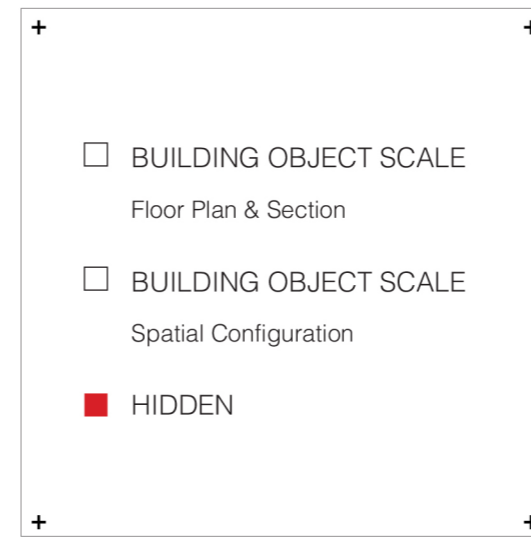 BUILDING OBJECT SCALE
Floor Plan & Section
BUILDING OBJECT SCALE
Spatial Configuration
HIDDEN